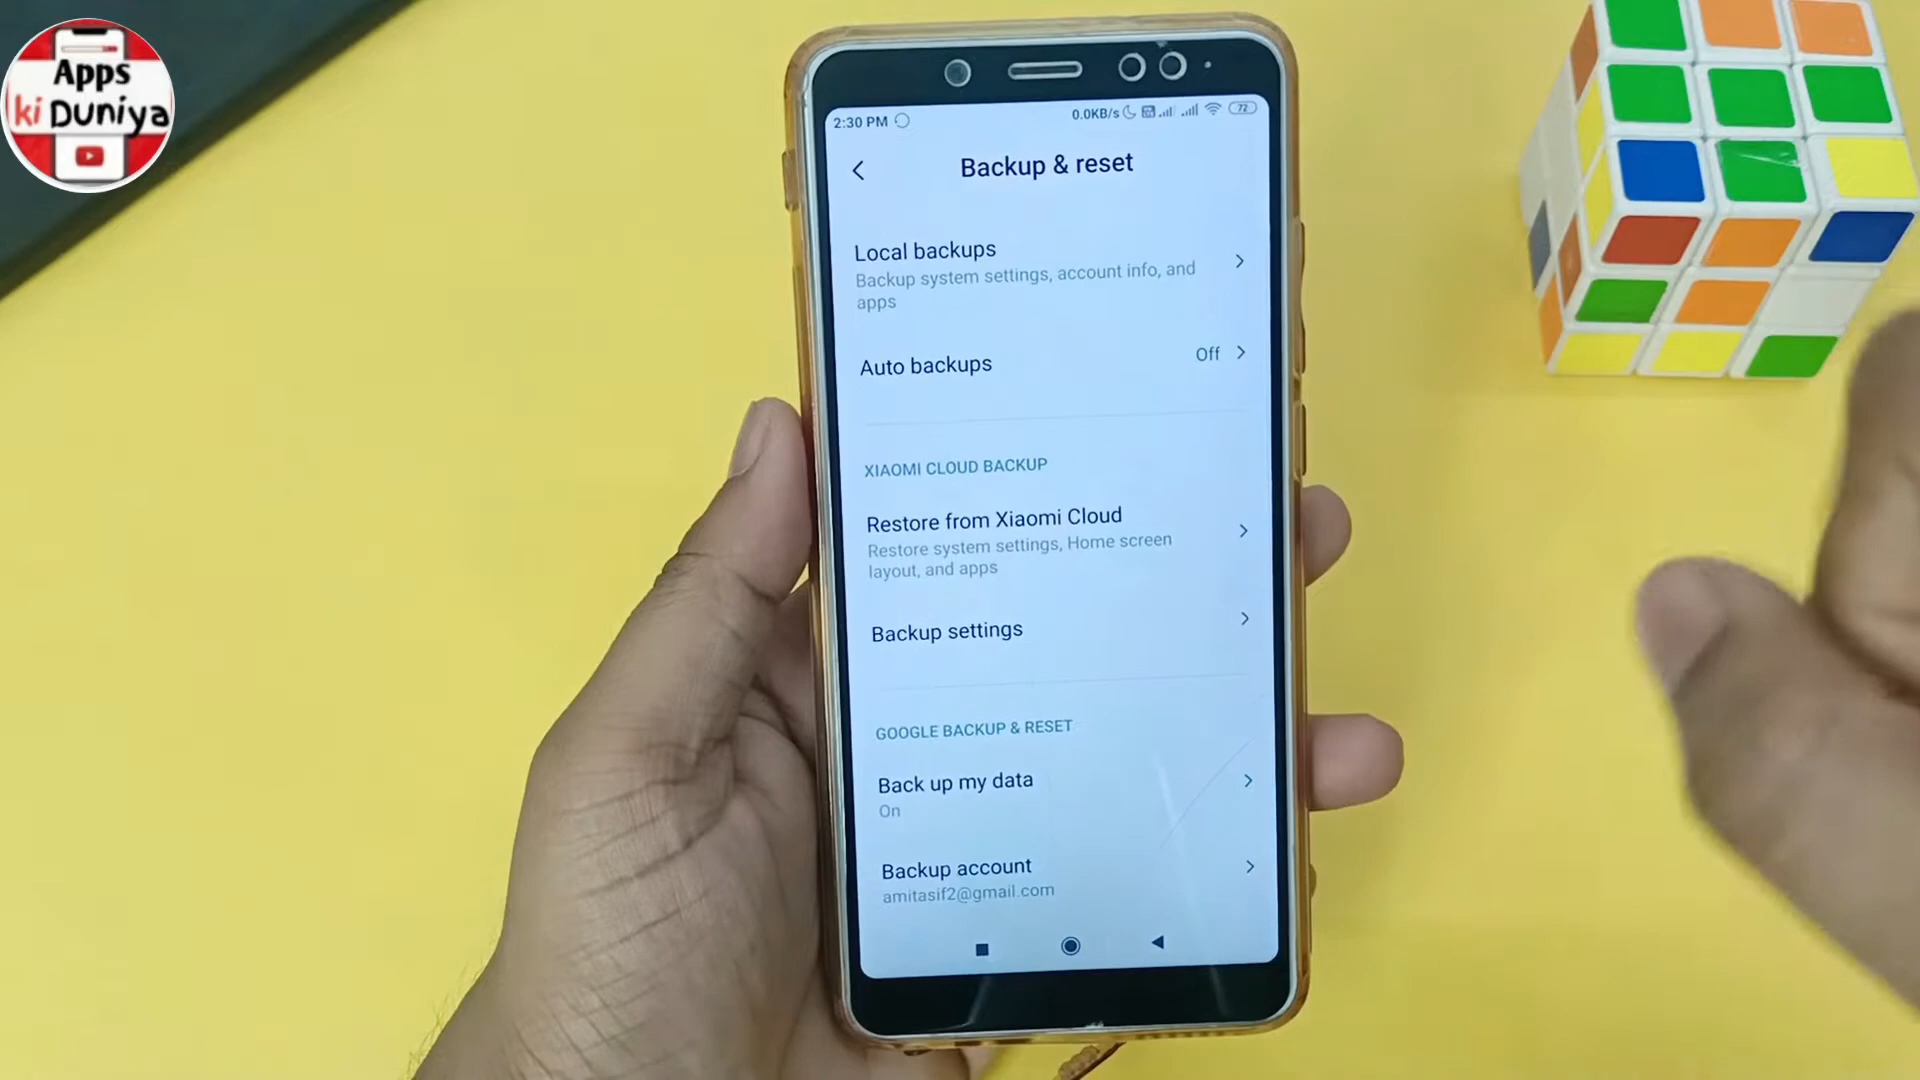 Apps
ki Duniya
2:30 PM
0.0KB/s
72
Backup & reset
Local backups
Backup system settings, account info, and
apps
Auto backups
Off
XIAOMI CLOUD BACKUP
Restore from Xiaomi Cloud
Restore system settings, Home screen
layout, and apps
Backup settings
GOOGLE BACKUP & RESET
Back up my data
On
Backup account
amitasif2@gmail.com